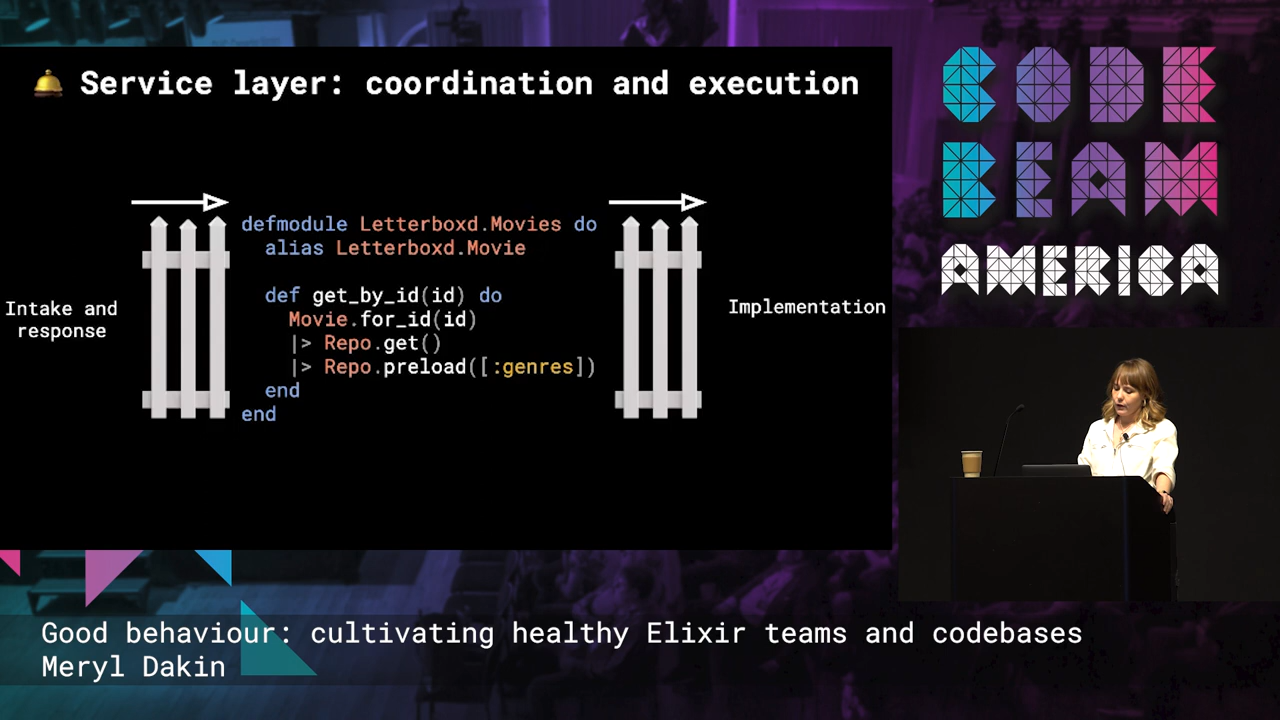 🛎 Service layer: coordination and execution
Intake and
response
defmodule Letterboxd.Movies do
  alias Letterboxd.Movie

  def get_by_id(id) do
    Movie.for_id(id)
    |> Repo.get()
    |> Repo.preload([:genres])
  end
end
Implementation
CODE
BEAM
AMERICA
Good behaviour: cultivating healthy Elixir teams and codebases
Meryl Dakin